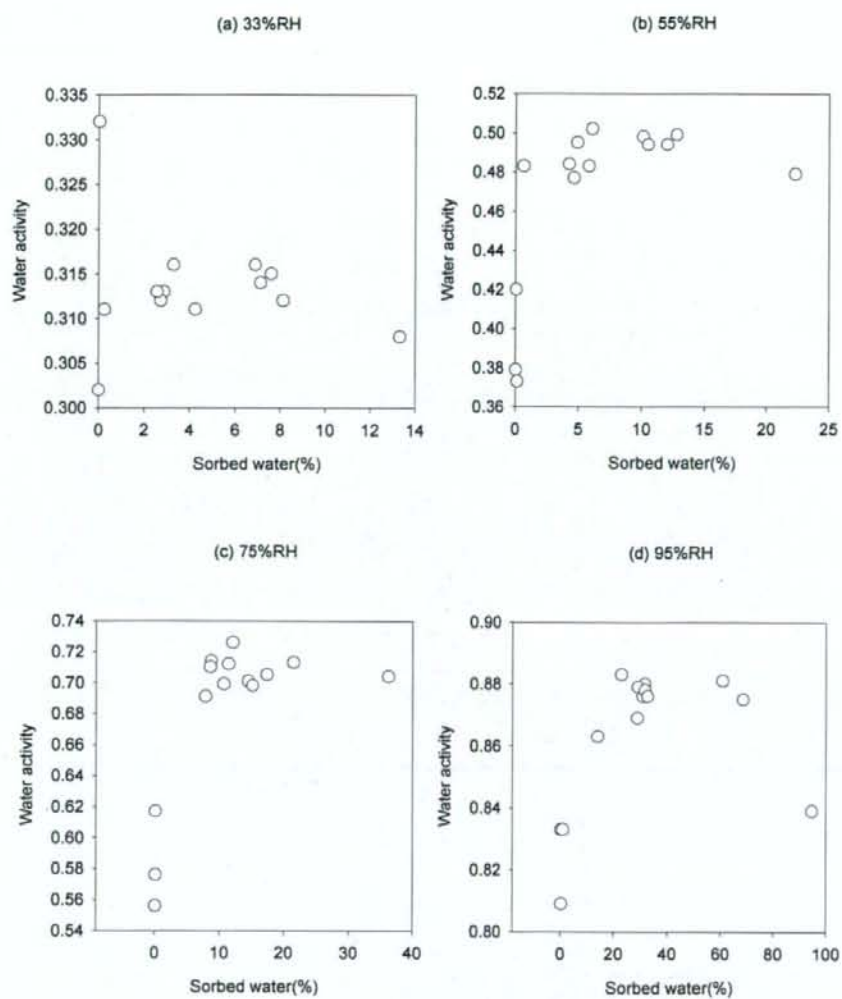 (a) 33%RH
(b) 55%RH
0.335
0.330
0.325
0.320
0.315
0.310
0.305
0.300
Water activity
0 2 4 6 8 10 12 14
Sorbed water(%)
0.52
0.50
0.48
0.46
0.44
0.42
0.40
0.38
0.36
Water activity
0 5 10 15 20 25
Sorbed water(%)
(c) 75%RH
(d) 95%RH
0.74
0.72
0.70
0.68
0.66
0.64
0.62
0.60
0.58
0.56
0.54
Water activity
0 10 20 30 40
Sorbed water(%)
0.90
0.88
0.86
0.84
0.82
0.80
Water activity
0 20 40 60 80 100
Sorbed water(%)